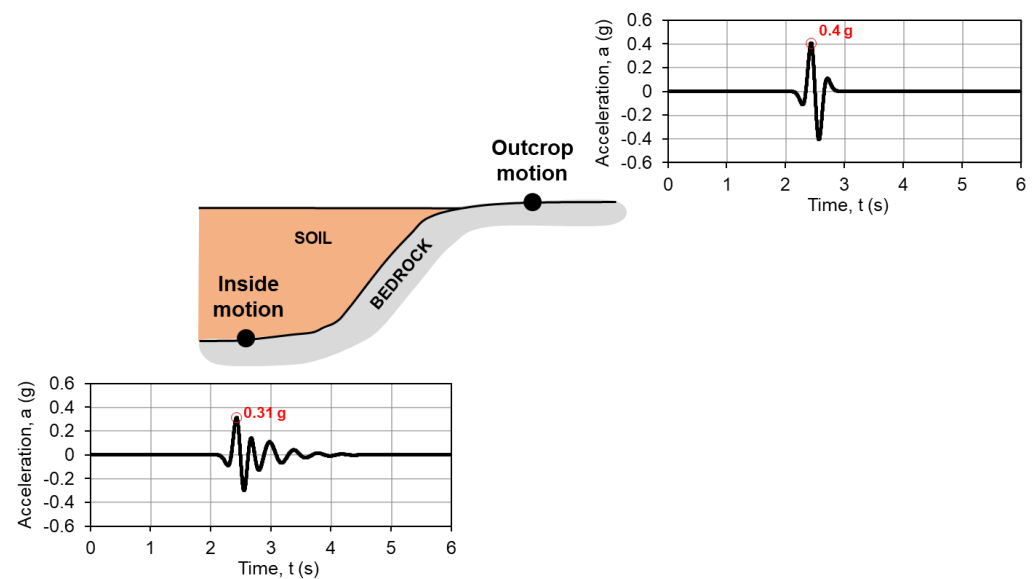 0.6
0.4
0.2
0
-0.2
-0.4
-0.6
Acceleration, a (g)
0.4 g
0 1 2 3 4 5 6
Time, t (s)
Outcrop
motion
SOIL
BEDROCK
Inside
motion
0.6
0.4
0.2
0
-0.2
-0.4
-0.6
Acceleration, a (g)
0.31 g
0 1 2 3 4 5 6
Time, t (s)